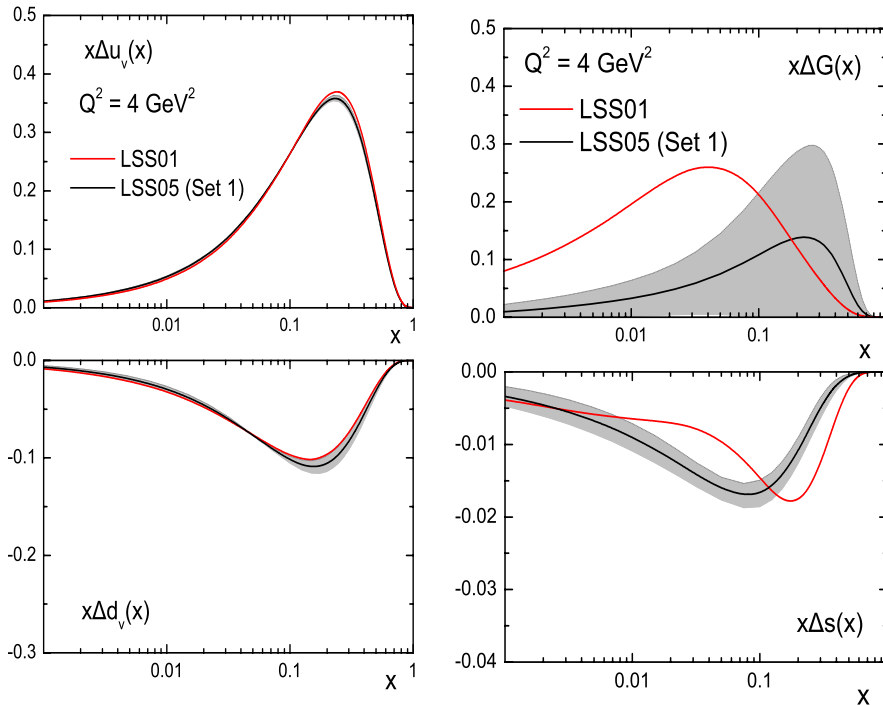 xΔu_v(x)
Q² = 4 GeV²
LSS01
LSS05 (Set 1)
0.5
0.4
0.3
0.2
0.1
0.0
0.01
0.1
1
x
Q² = 4 GeV²
xΔG(x)
LSS01
LSS05 (Set 1)
0.5
0.4
0.3
0.2
0.1
0.0
0.01
0.1
x
0.0
-0.1
-0.2
-0.3
xΔd_v(x)
0.01
0.1
1
x
0.00
-0.01
-0.02
-0.03
-0.04
xΔs(x)
0.01
0.1
x